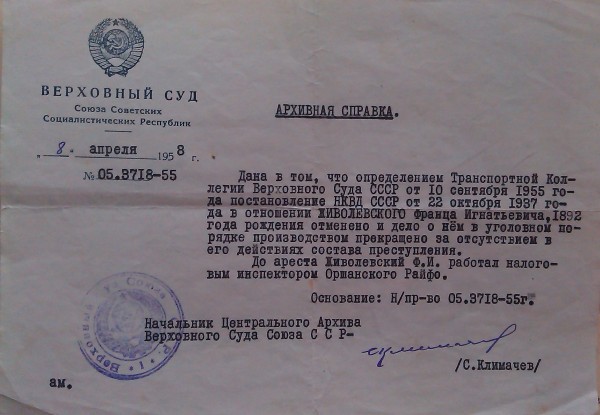 ВЕРХОВНЫЙ СУД
Союза Советских
Социалистических Республик
„8“ апреля 1958 г.
№ 05.3718-55
АРХИВНАЯ СПРАВКА.
Дана в том, что определением Транспортной Кол-
легии Верховного Суда СССР от 10 сентября 1955 го-
да постановление НКВД СССР от 22 октября 1937 го-
да в отношении ЖИВОЛЕВСКОГО Франца Игнатьевича, 1892
года рождения отменено и дело о нём в уголовном по-
рядке производством прекращено за отсутствием в
его действиях состава преступления.
До ареста Живолевский Ф.И. работал налого-
вым инспектором Оршанского Райфо.
Основание: Н/пр-во 05.3718-55г.
Начальник Центрального Архива
Верховного Суда Союза С С Р-
/С.Климачев/
ам.
Верховный Суда Союза С.С.Р.